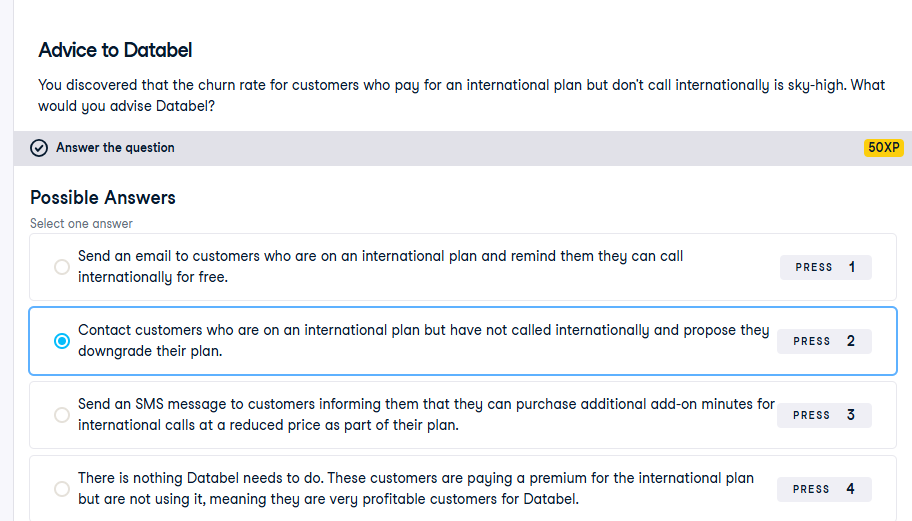 Advice to Databel
You discovered that the churn rate for customers who pay for an international plan but don't call internationally is sky-high. What
would you advise Databel?
Answer the question
50XP
Possible Answers
Select one answer
Send an email to customers who are on an international plan and remind them they can call
internationally for free.
PRESS 1
Contact customers who are on an international plan but have not called internationally and propose they
downgrade their plan.
PRESS 2
Send an SMS message to customers informing them that they can purchase additional add-on minutes for
international calls at a reduced price as part of their plan.
PRESS 3
There is nothing Databel needs to do. These customers are paying a premium for the international plan
but are not using it, meaning they are very profitable customers for Databel.
PRESS 4